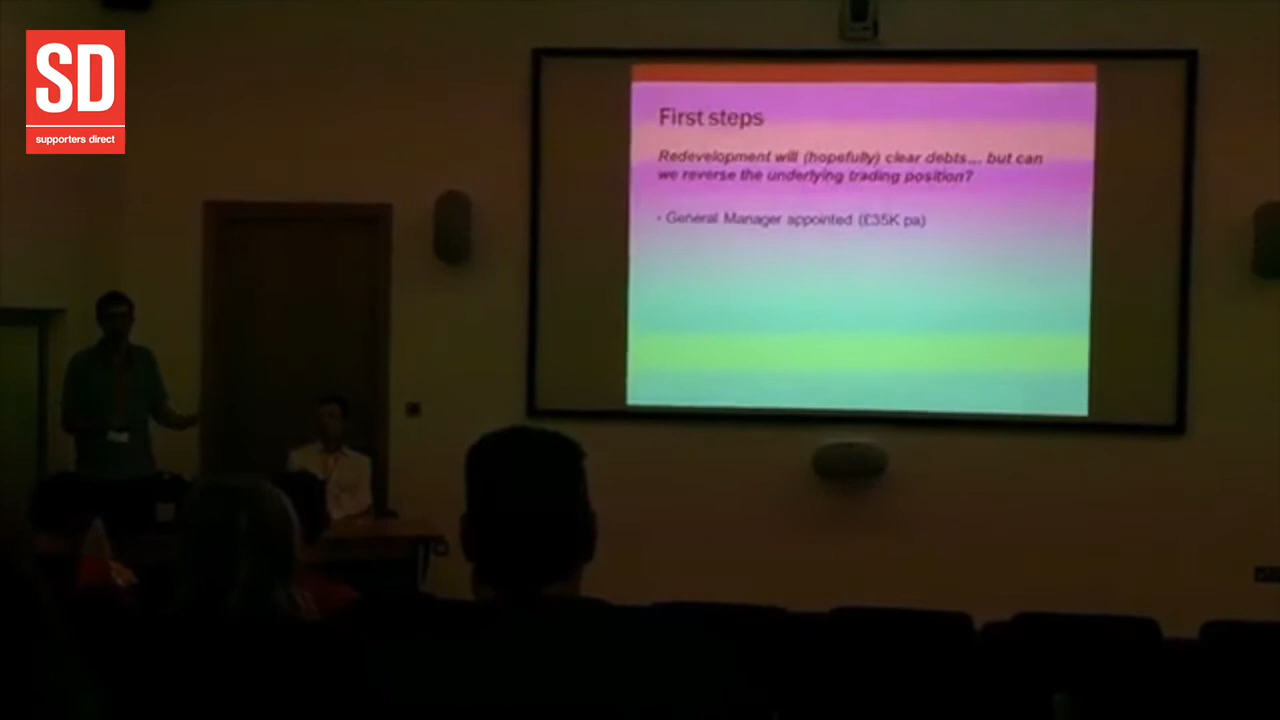 SD
supporters direct
First steps
Redevelopment will (hopefully) clear debts... but can
we reverse the underlying trading position?
• General Manager appointed (£35K pa)